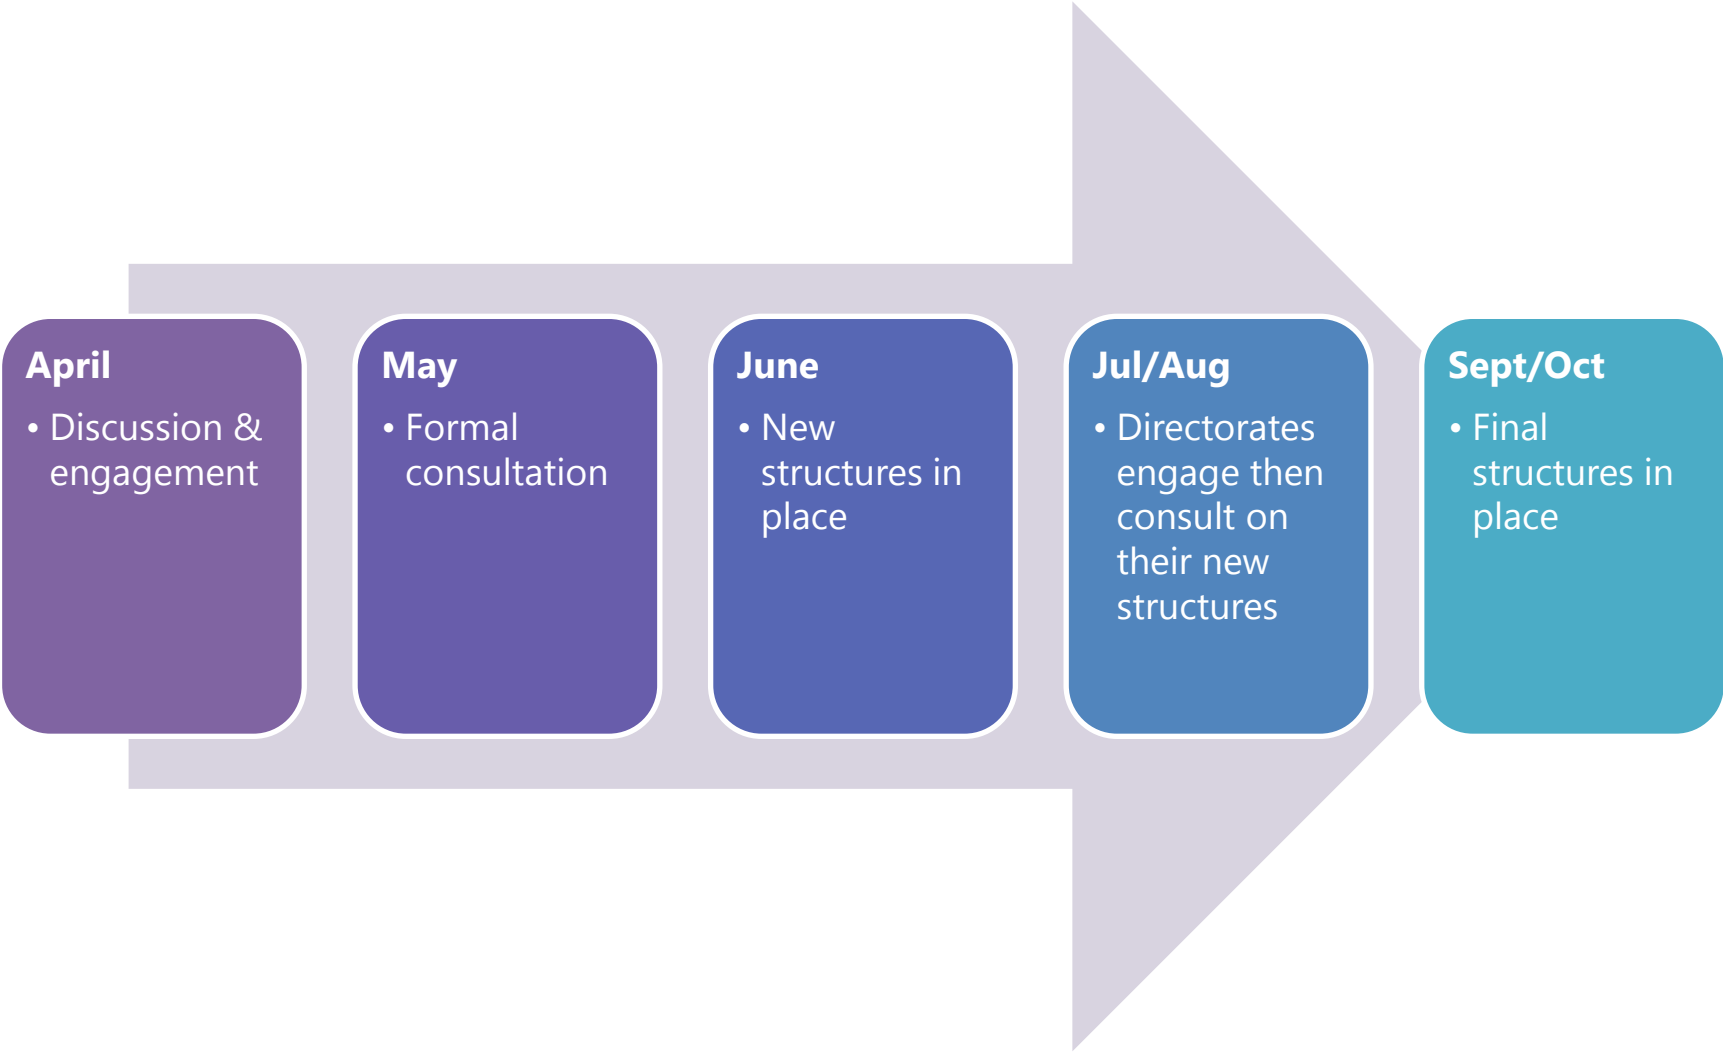 April
• Discussion &
engagement
May
• Formal
consultation
June
• New
structures in
place
Jul/Aug
• Directorates
engage then
consult on
their new
structures
Sept/Oct
• Final
structures in
place